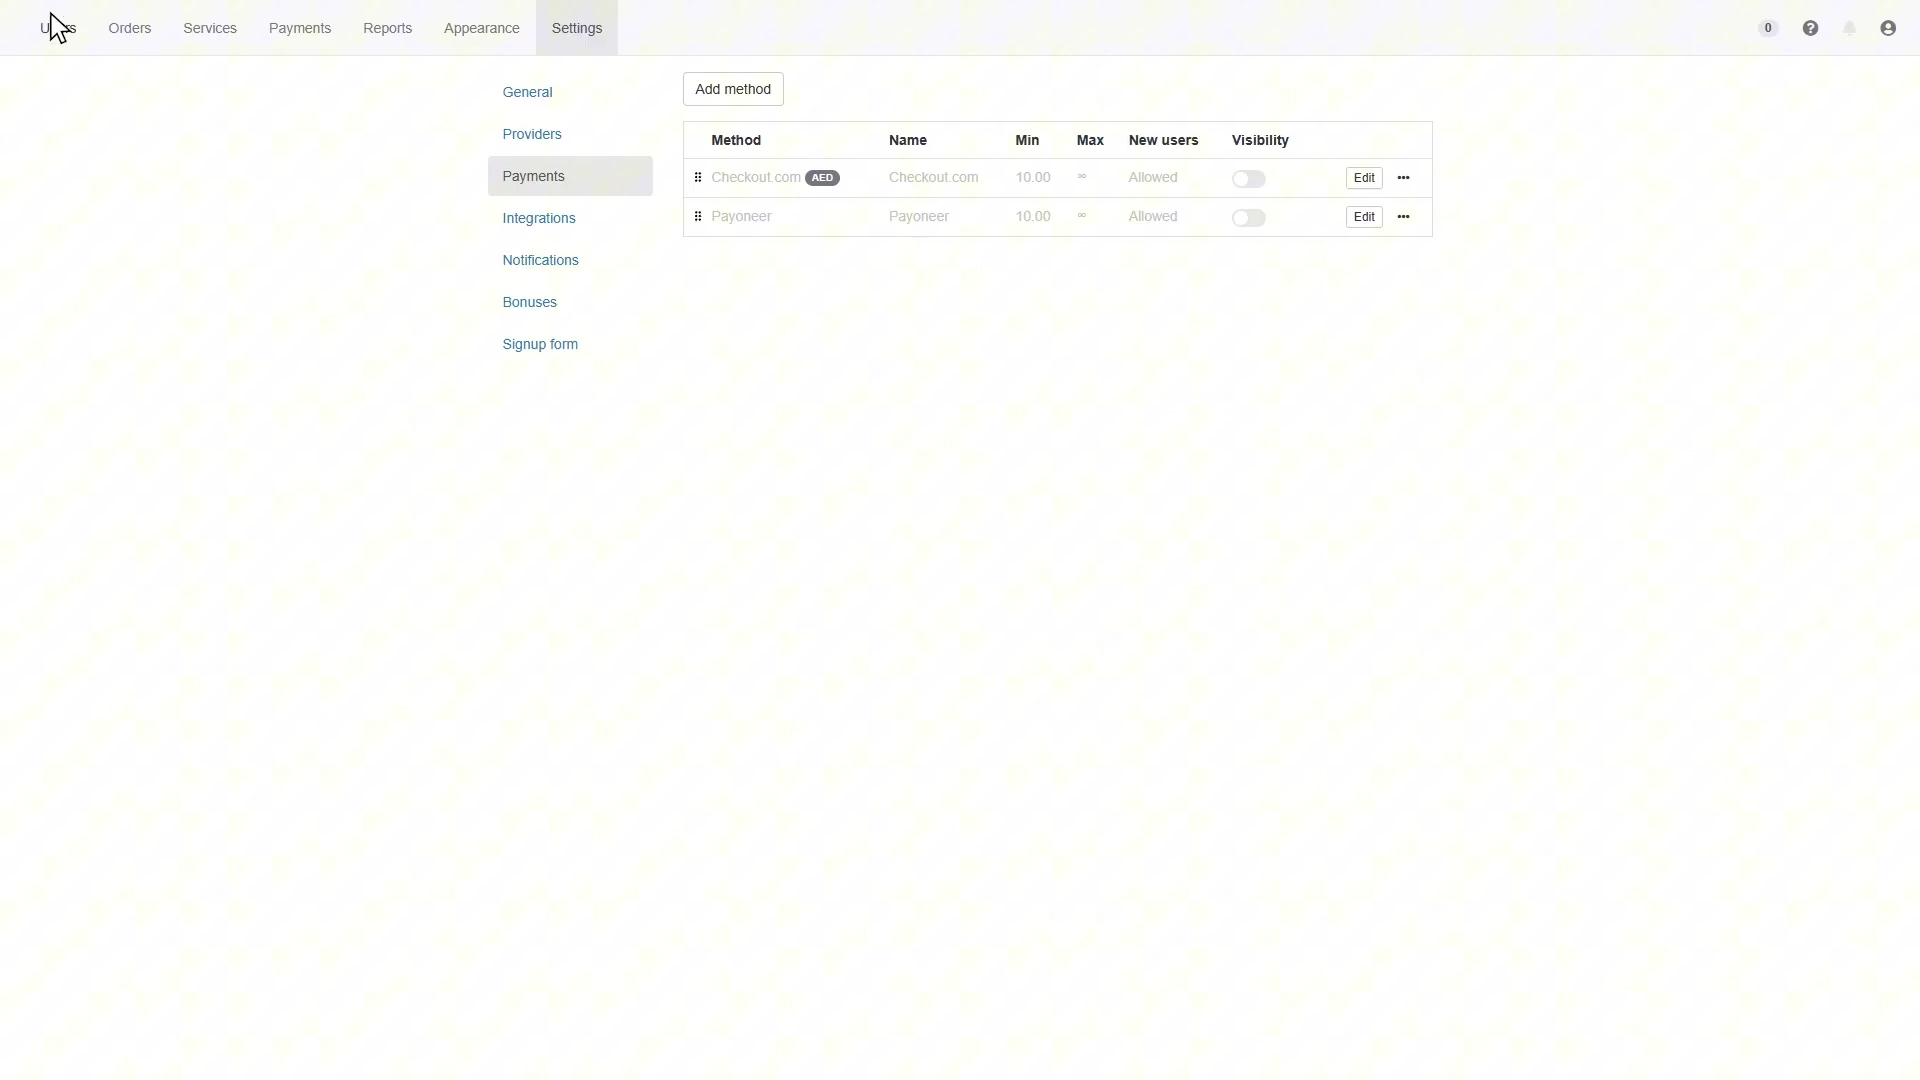 Users Orders Services Payments Reports Appearance Settings 0
General
Providers
Payments
Integrations
Notifications
Bonuses
Signup form
Add method
Method Name Min Max New users Visibility
Checkout.com AED Checkout.com 10.00 ∞ Allowed Edit
Payoneer Payoneer 10.00 ∞ Allowed Edit